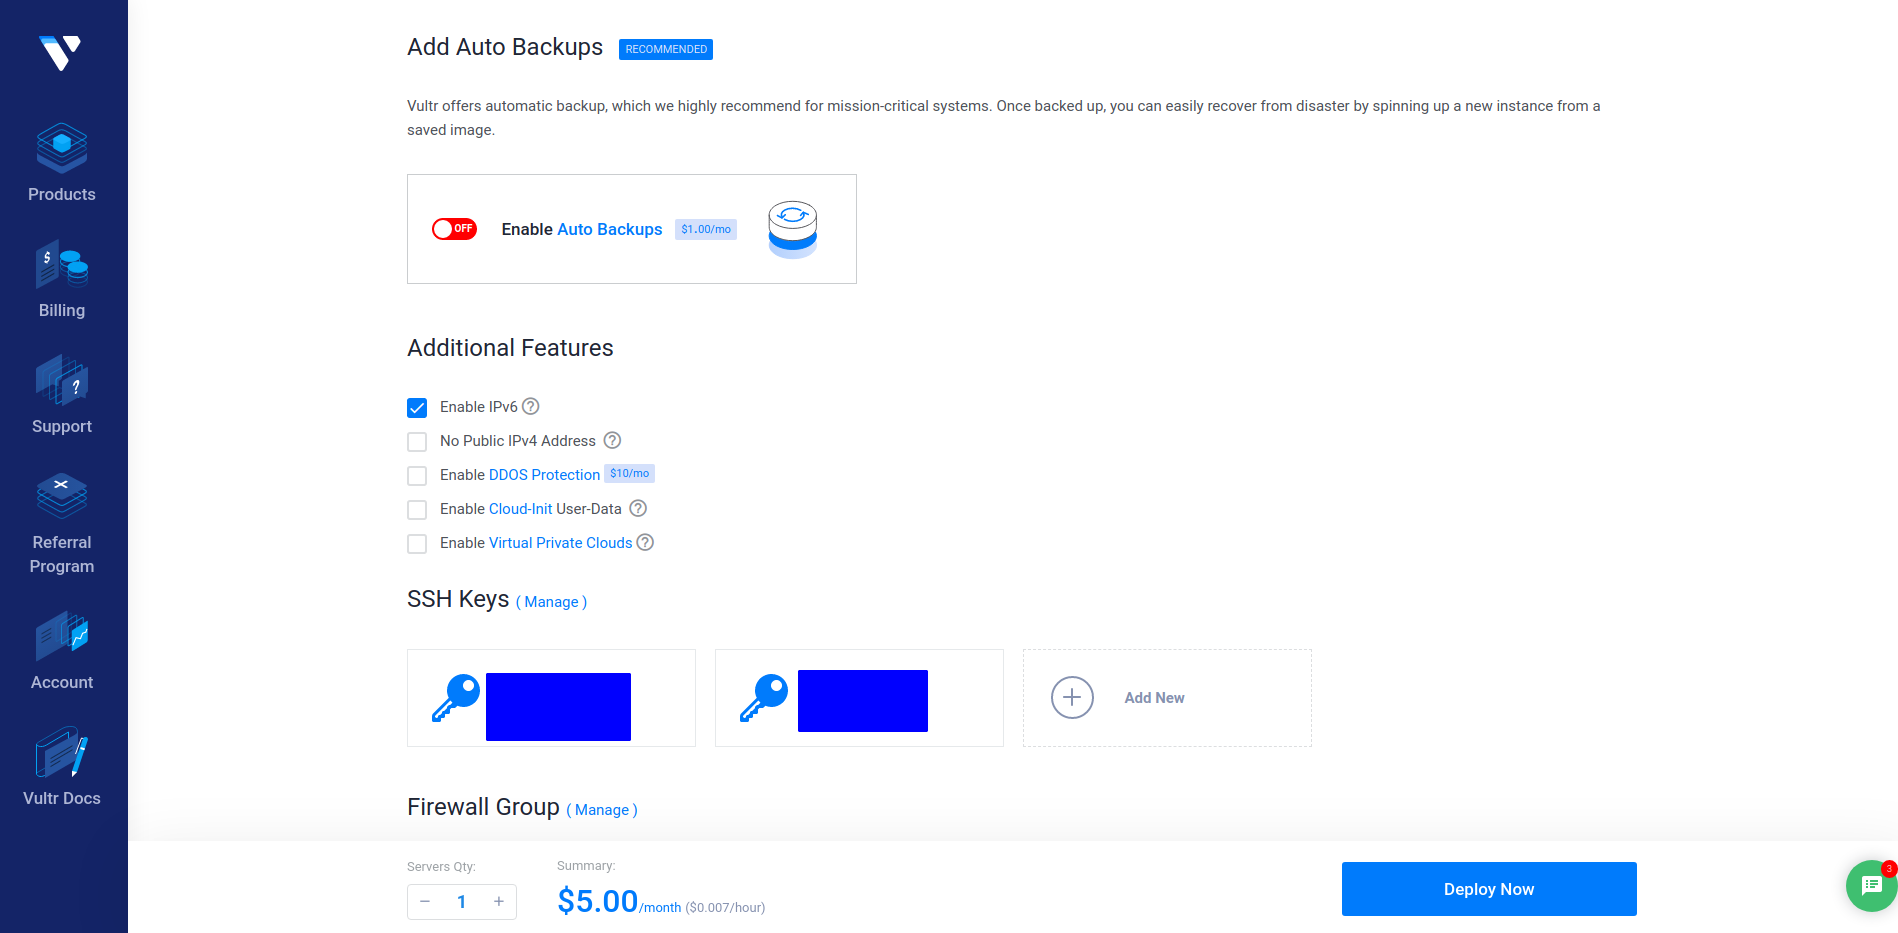 Add Auto Backups RECOMMENDED
Vultr offers automatic backup, which we highly recommend for mission-critical systems. Once backed up, you can easily recover from disaster by spinning up a new instance from a
saved image.
OFF Enable Auto Backups $1.00/mo
Additional Features
Enable IPv6 ?
No Public IPv4 Address ?
Enable DDOS Protection $10/mo
Enable Cloud-Init User-Data ?
Enable Virtual Private Clouds ?
SSH Keys ( Manage )
Add New
Firewall Group ( Manage )
Servers Qty:
− 1 +
Summary:
$5.00/month ($0.007/hour)
Deploy Now
3
Products
$
Billing
?
Support
Referral
Program
Account
Vultr Docs